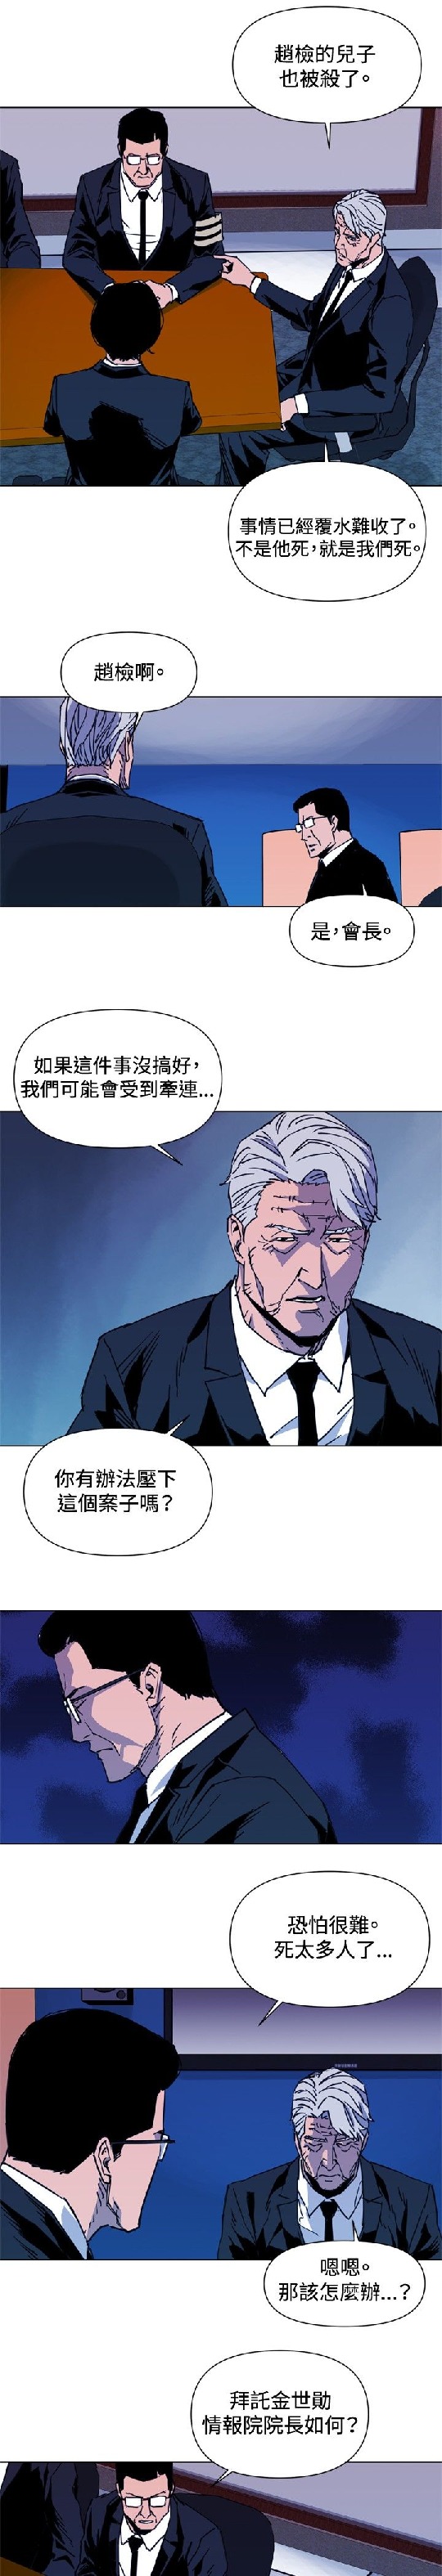 趙檢的兒子
也被殺了。
事情已經覆水難收了。
不是他死，就是我們死。
趙檢啊。
是，會長。
如果這件事沒搞好，
我們可能會受到牽連...
你有辦法壓下
這個案子嗎？
恐怕很難。
死太多人了...
嗯嗯。
那該怎麼辦...？
拜託金世勛
情報院院長如何？